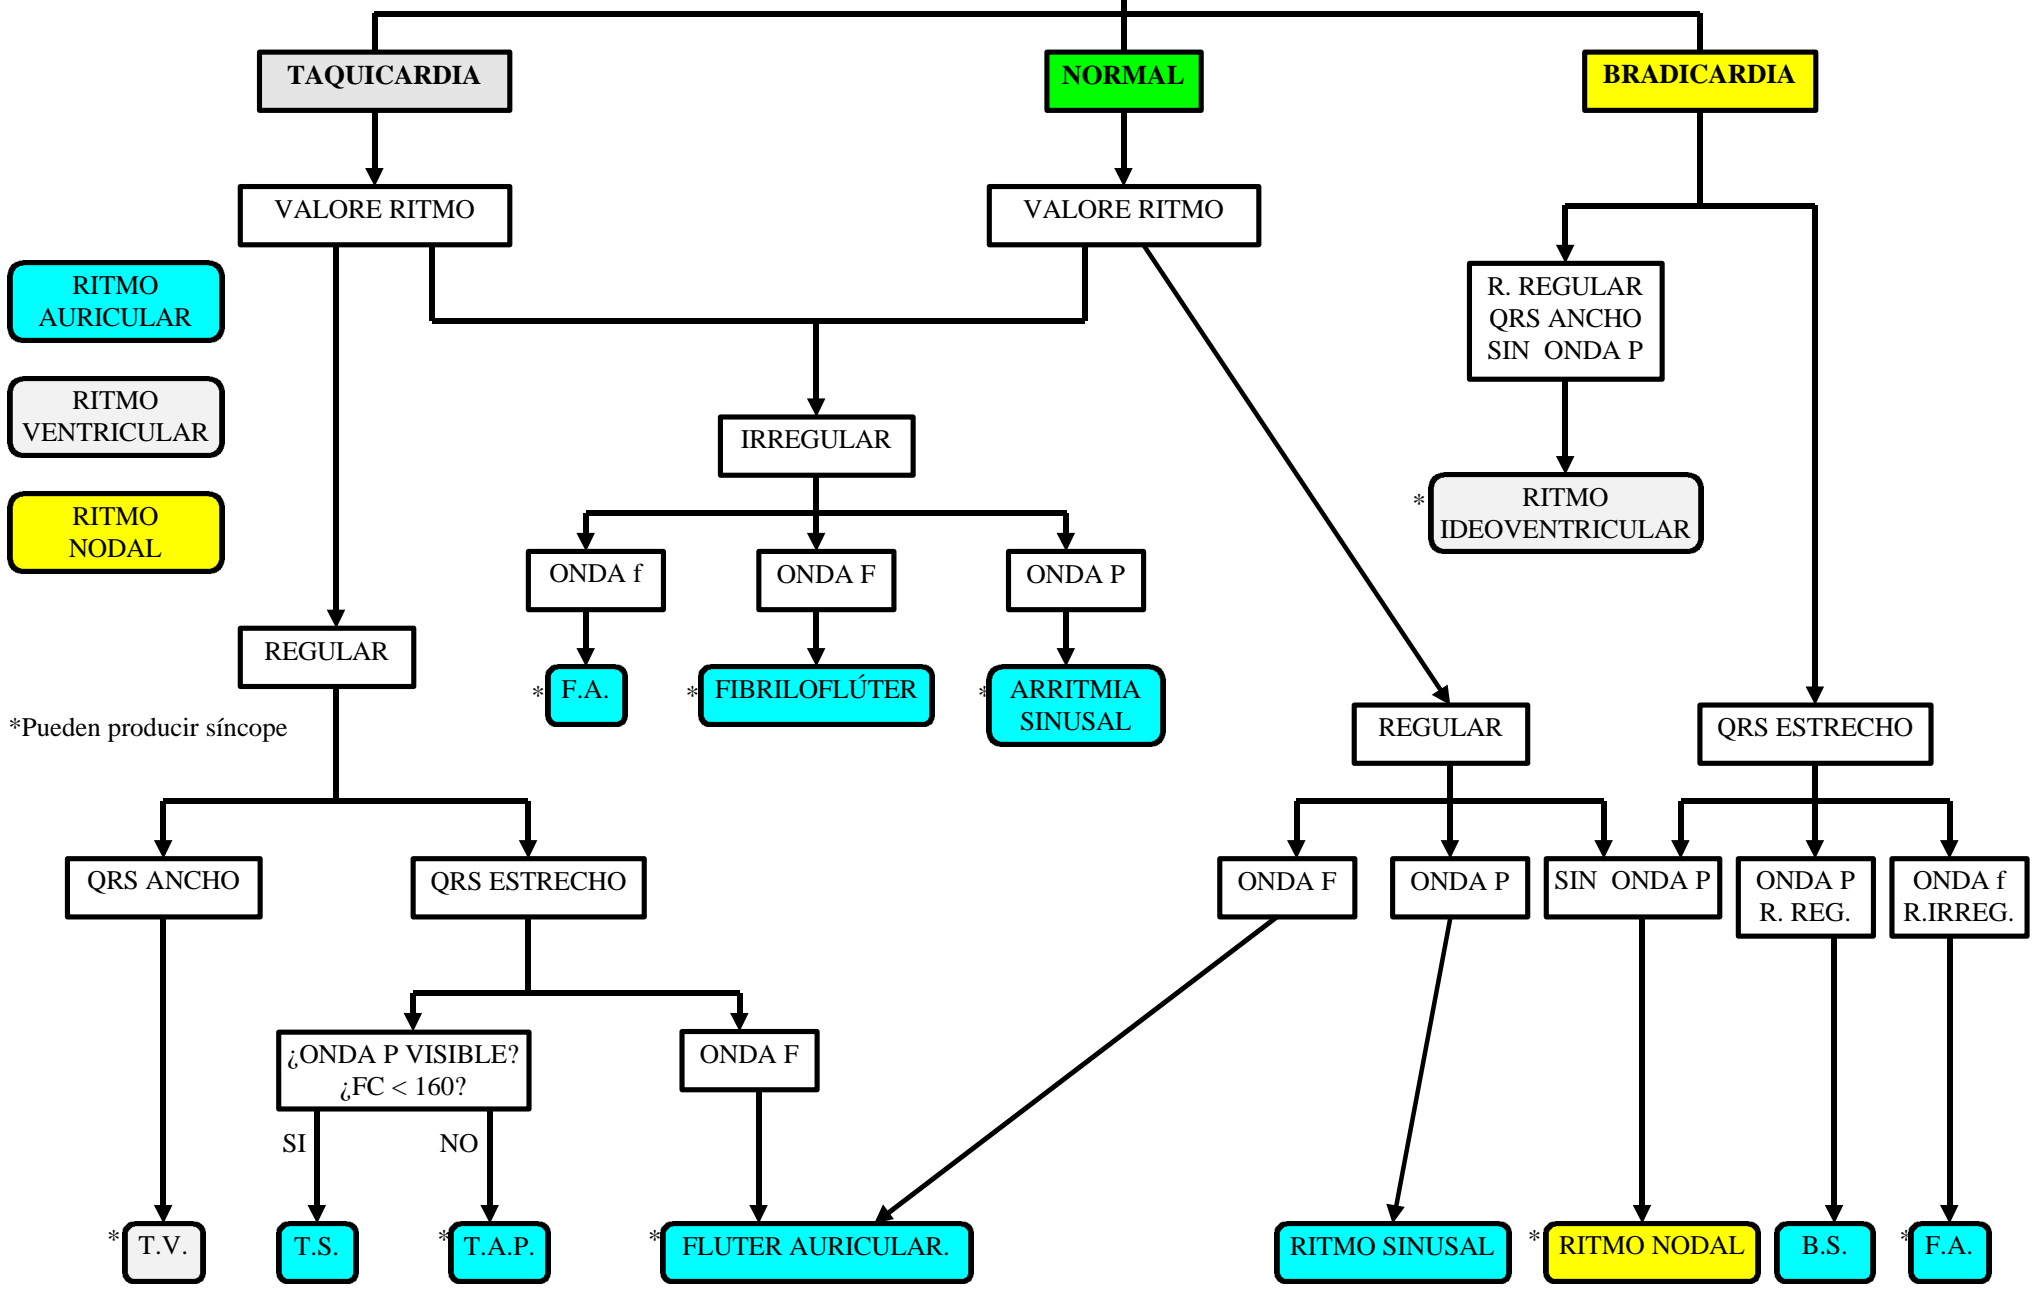 TAQUICARDIA
NORMAL
BRADICARDIA
VALORE RITMO
VALORE RITMO
RITMO
AURICULAR
R. REGULAR
QRS ANCHO
SIN ONDA P
RITMO
VENTRICULAR
IRREGULAR
* RITMO
IDEOVENTRICULAR
RITMO
NODAL
ONDA f
ONDA F
ONDA P
REGULAR
* F.A.
* FIBRILOFLÚTER
* ARRITMIA
SINUSAL
*Pueden producir síncope
REGULAR
QRS ESTRECHO
QRS ANCHO
QRS ESTRECHO
ONDA F
ONDA P
SIN ONDA P
ONDA P
R. REG.
ONDA f
R.IRREG.
¿ONDA P VISIBLE?
¿FC < 160?
ONDA F
SI
NO
* T.V.
T.S.
* T.A.P.
* FLUTER AURICULAR.
RITMO SINUSAL
* RITMO NODAL
B.S.
* F.A.